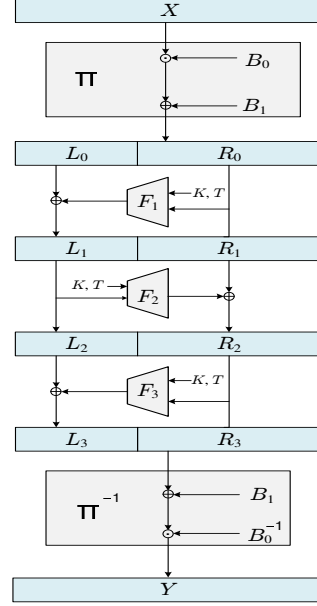 X
B₀
π
B₁
L₀ R₀
K, T
F₁
L₁ R₁
K, T
F₂
L₂ R₂
K, T
F₃
L₃ R₃
B₁
π⁻¹
B₀⁻¹
Y